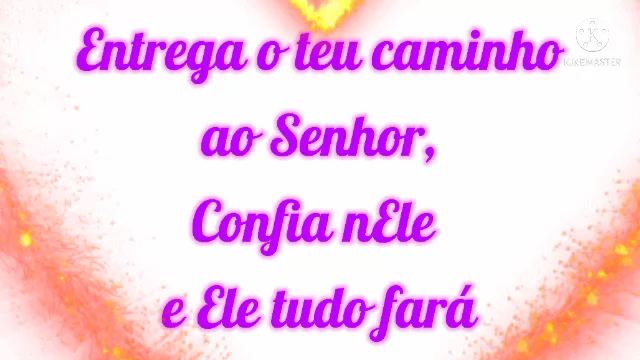 Entrega o teu caminho
KINEMASTER
ao Senhor,
Confia nEle
e Ele tudo fará